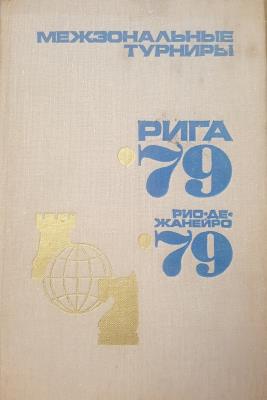 МЕЖЗОНАЛЬНЫЕ
ТУРНИРЫ
РИГА
79
РИО•ДЕ•
ЖАНЕЙРО
79